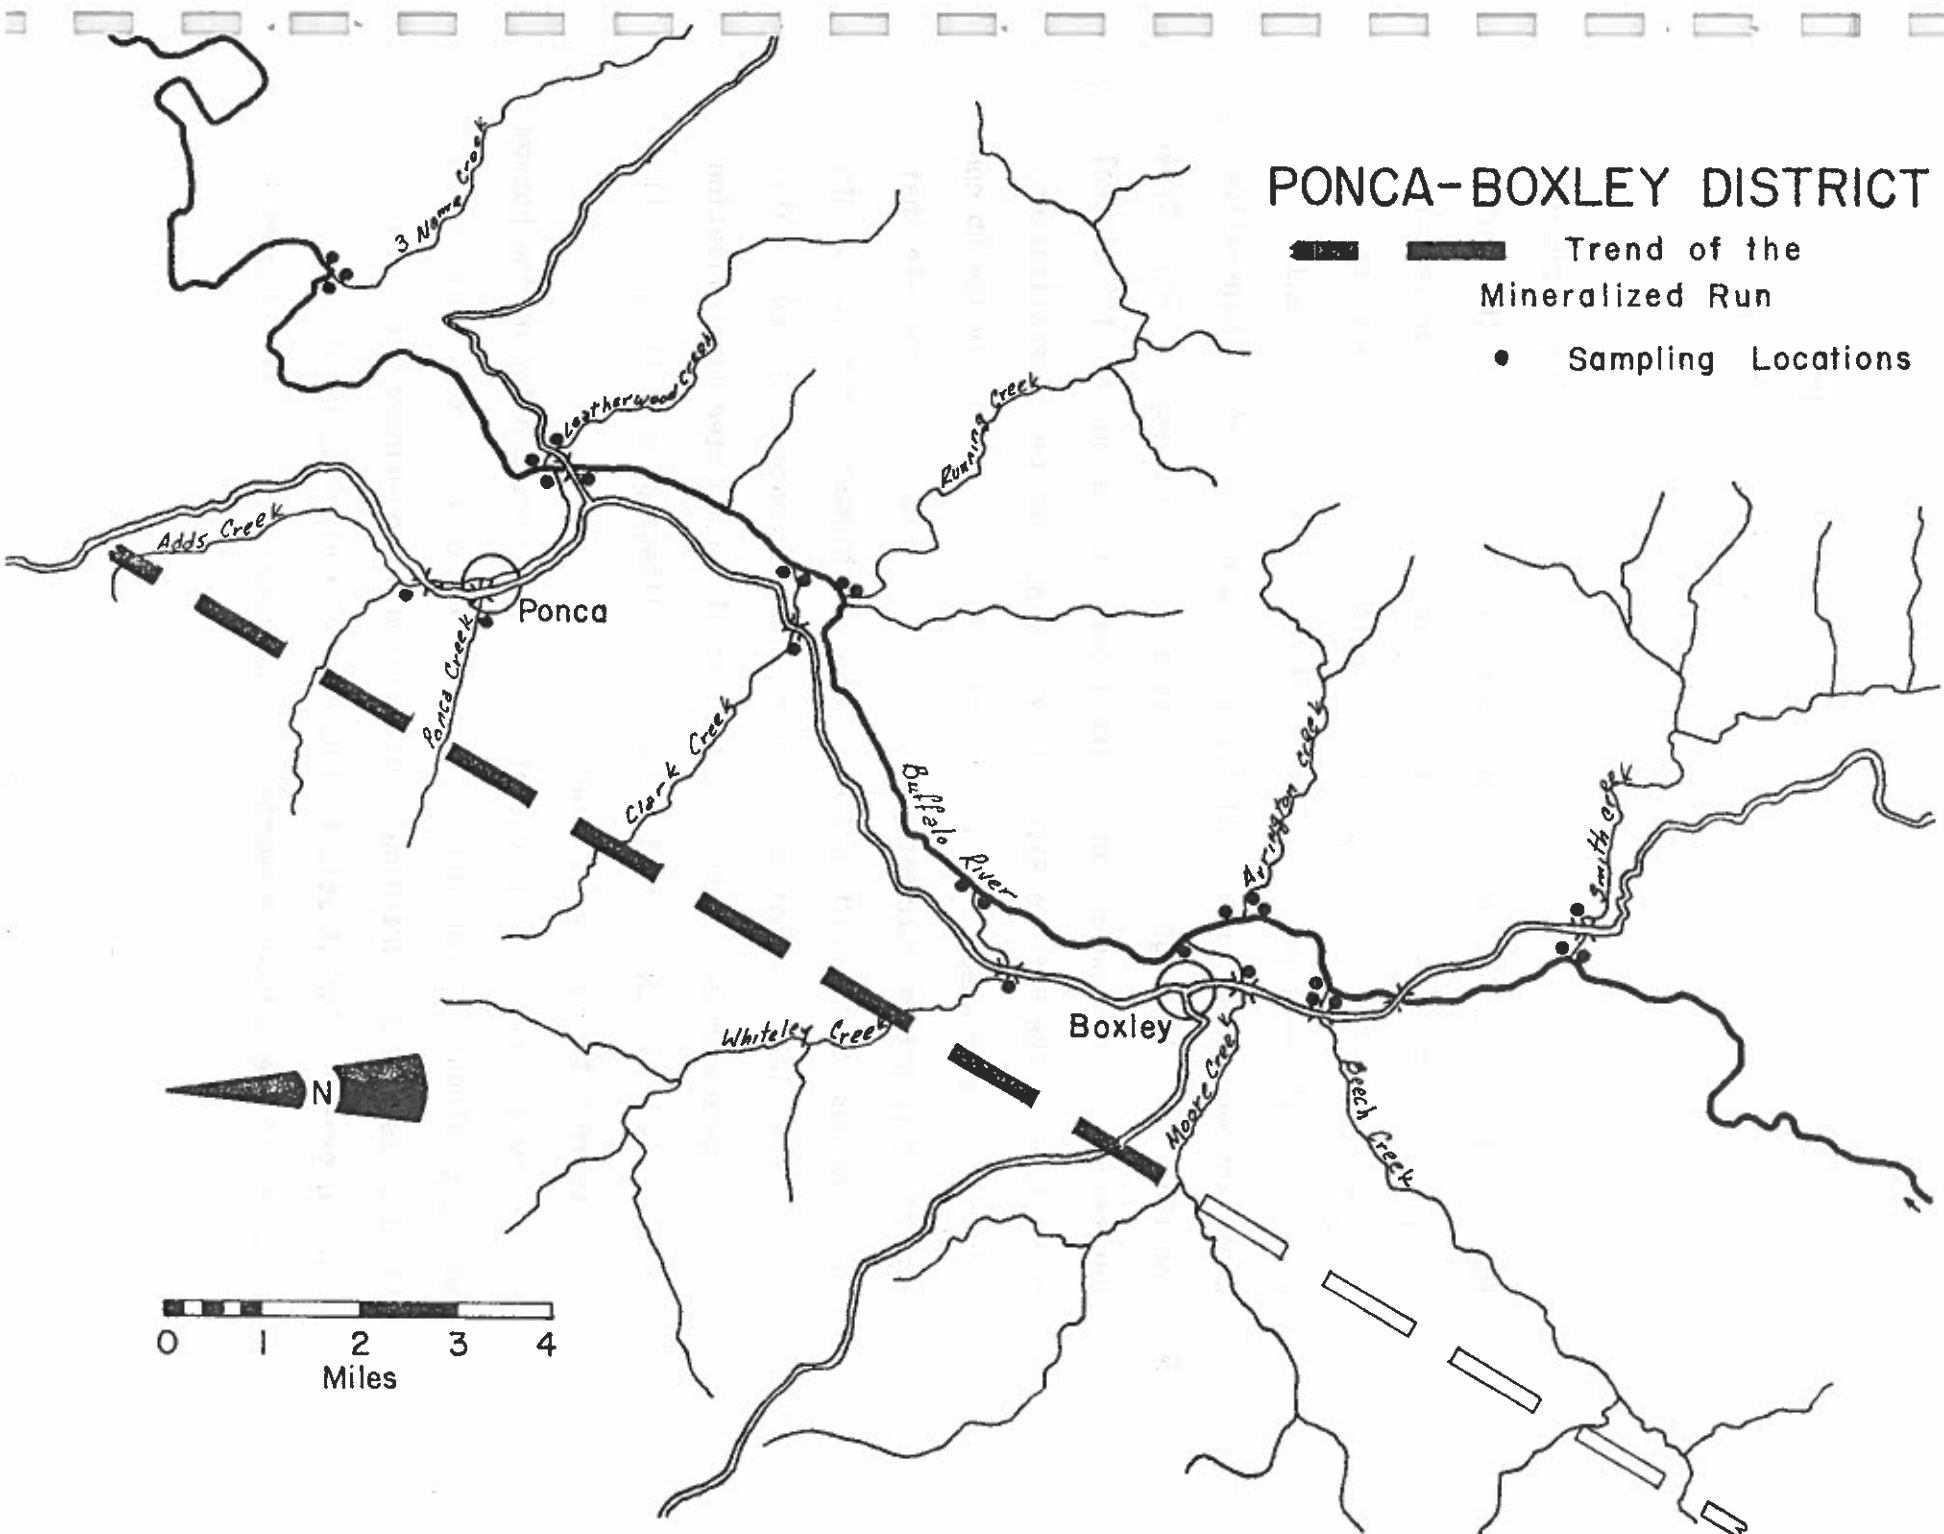 PONCA-BOXLEY DISTRICT
Trend of the
Mineralized Run
Sampling Locations
3 Name Creek
Leatherwood Creek
Running Creek
Adds Creek
Ponca
Ponca Creek
Clark Creek
Buffalo River
Arrington Creek
Smith Creek
Whiteley Creek
Boxley
Moore Creek
Beech Creek
N
0 1 2 3 4
Miles